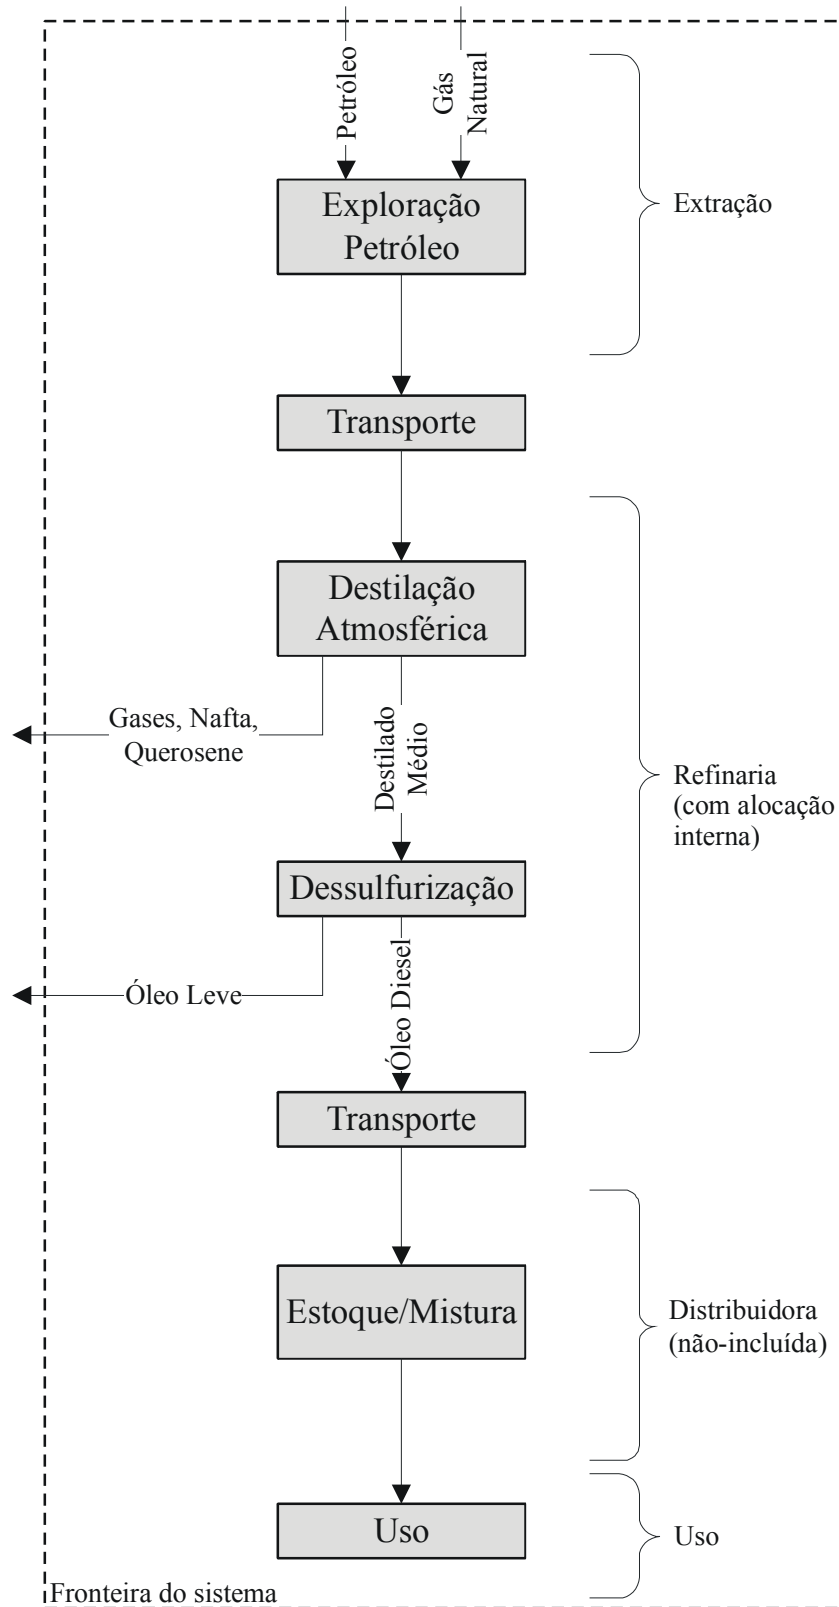 Petróleo
Gás
Natural
Exploração
Petróleo
Extração
Transporte
Destilação
Atmosférica
Gases, Nafta,
Querosene
Destilado
Médio
Refinaria
(com alocação
interna)
Dessulfurização
Óleo Leve
Óleo Diesel
Transporte
Estoque/Mistura
Distribuidora
(não-incluída)
Uso
Uso
Fronteira do sistema